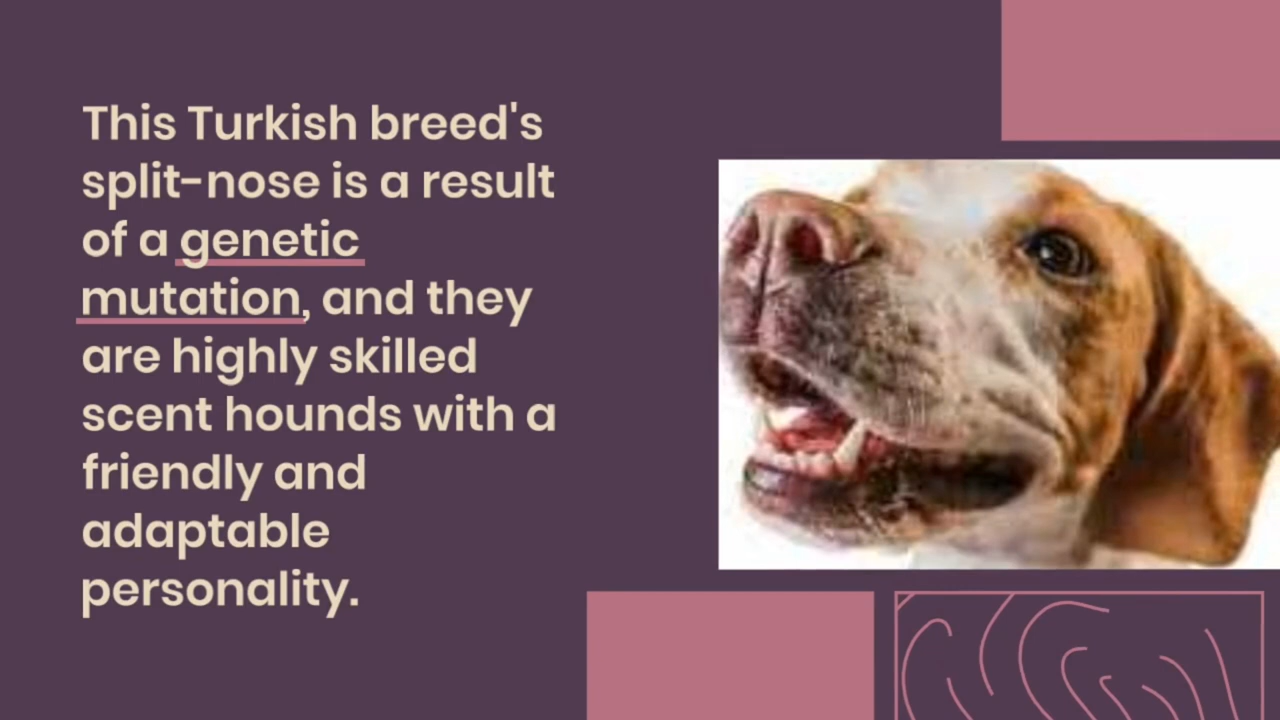 This Turkish breed's
split-nose is a result
of a genetic
mutation, and they
are highly skilled
scent hounds with a
friendly and
adaptable
personality.